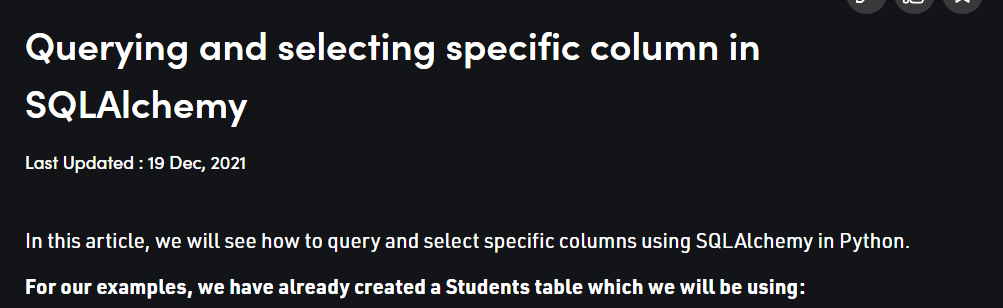 Querying and selecting specific column in
SQLAlchemy
Last Updated : 19 Dec, 2021
In this article, we will see how to query and select specific columns using SQLAlchemy in Python.
For our examples, we have already created a Students table which we will be using: